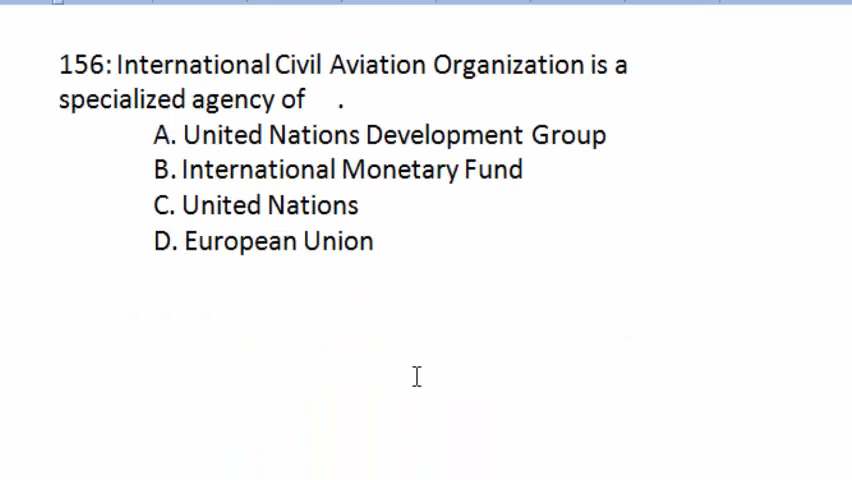 156: International Civil Aviation Organization is a
specialized agency of .
A. United Nations Development Group
B. International Monetary Fund
C. United Nations
D. European Union